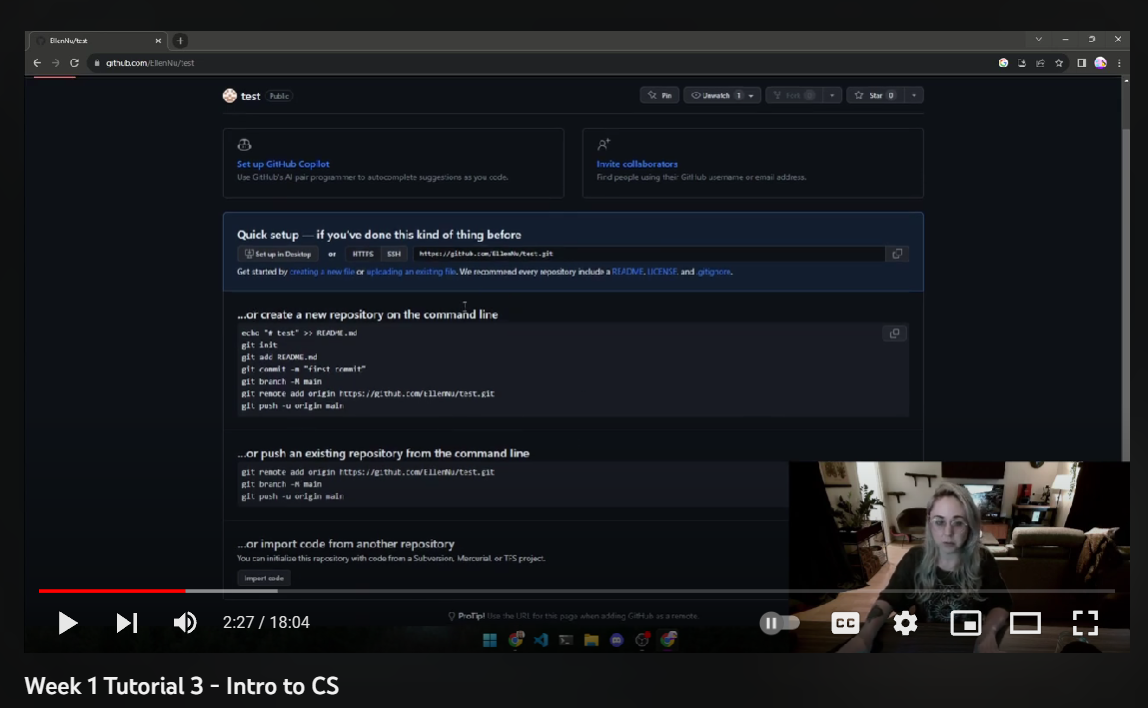 EllenNu/test
github.com/EllenNu/test
test Public
Pin
Unwatch 1
Fork 0
Star 0
Set up GitHub Copilot
Use GitHub's AI pair programmer to autocomplete suggestions as you code.
Invite collaborators
Find people using their GitHub username or email address.
Quick setup — if you've done this kind of thing before
Set up in Desktop or HTTPS SSH https://github.com/EllenNu/test.git
Get started by creating a new file or uploading an existing file. We recommend every repository include a README, LICENSE, and .gitignore.
...or create a new repository on the command line
echo "# test" >> README.md
git init
git add README.md
git commit -m "first commit"
git branch -M main
git remote add origin https://github.com/EllenNu/test.git
git push -u origin main
...or push an existing repository from the command line
git remote add origin https://github.com/EllenNu/test.git
git branch -M main
git push -u origin main
...or import code from another repository
You can initialize this repository with code from a Subversion, Mercurial, or TFS project.
Import code
ProTip! Use the URL for this page when adding GitHub as a remote.
2:27 / 18:04
CC
Week 1 Tutorial 3 - Intro to CS